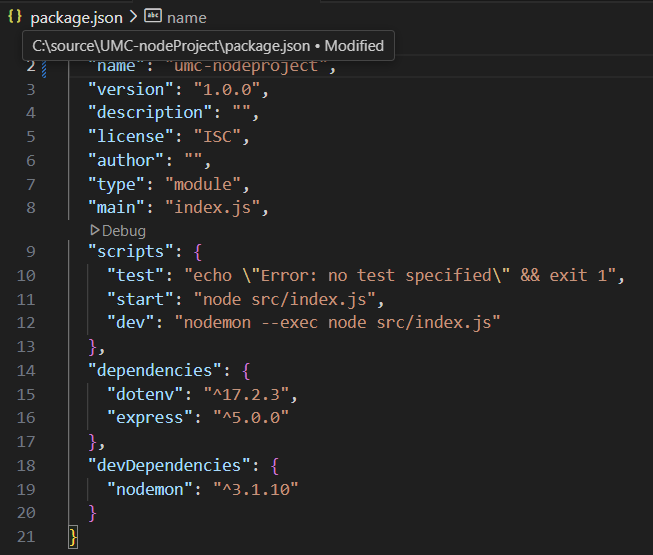 {} package.json > abc name
C:\source\UMC-nodeProject\package.json • Modified
2 "name": "umc-nodeproject",
3 "version": "1.0.0",
4 "description": "",
5 "license": "ISC",
6 "author": "",
7 "type": "module",
8 "main": "index.js",
Debug
9 "scripts": {
10 "test": "echo \"Error: no test specified\" && exit 1",
11 "start": "node src/index.js",
12 "dev": "nodemon --exec node src/index.js"
13 },
14 "dependencies": {
15 "dotenv": "^17.2.3",
16 "express": "^5.0.0"
17 },
18 "devDependencies": {
19 "nodemon": "^3.1.10"
20 }
21 }